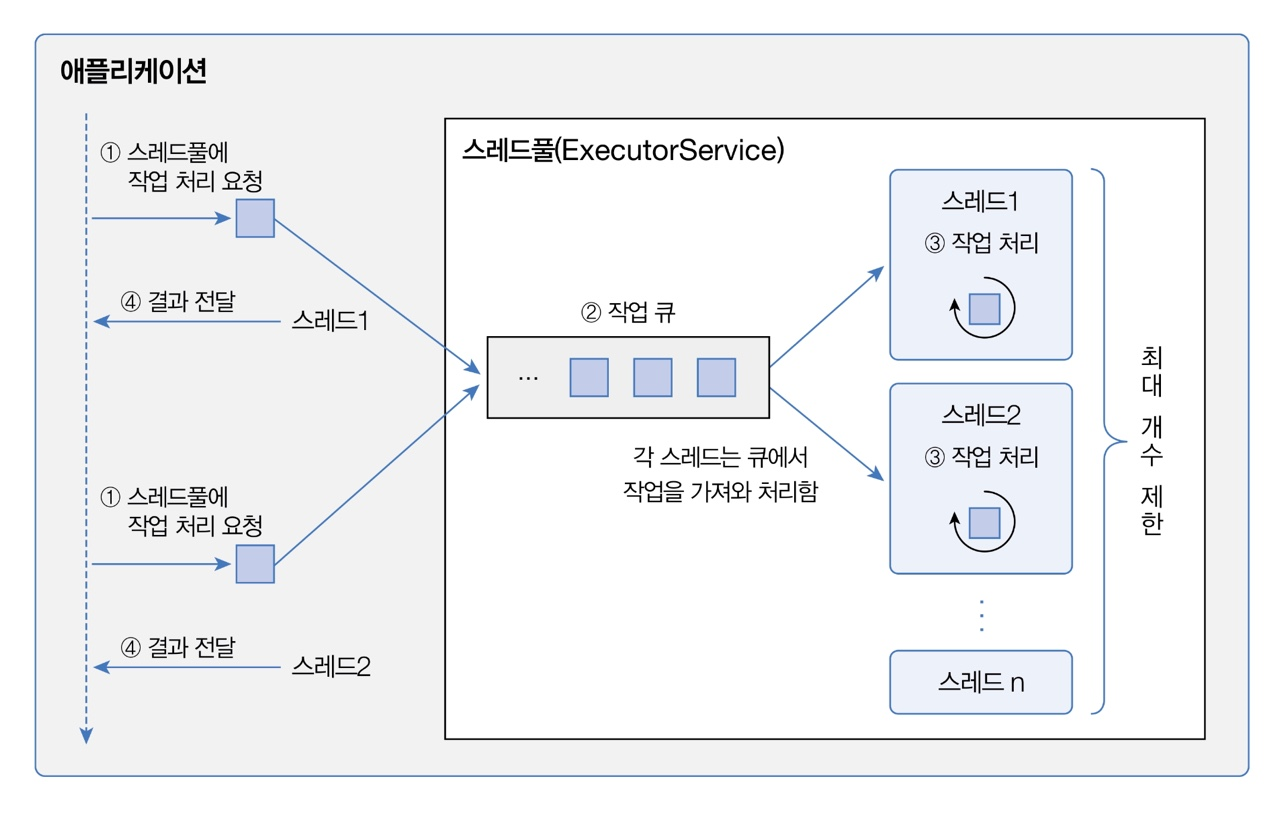 애플리케이션
① 스레드풀에
작업 처리 요청
④ 결과 전달
스레드1
① 스레드풀에
작업 처리 요청
④ 결과 전달
스레드2
스레드풀(ExecutorService)
② 작업 큐
...
각 스레드는 큐에서
작업을 가져와 처리함
스레드1
③ 작업 처리
스레드2
③ 작업 처리
스레드 n
최대 개수 제한